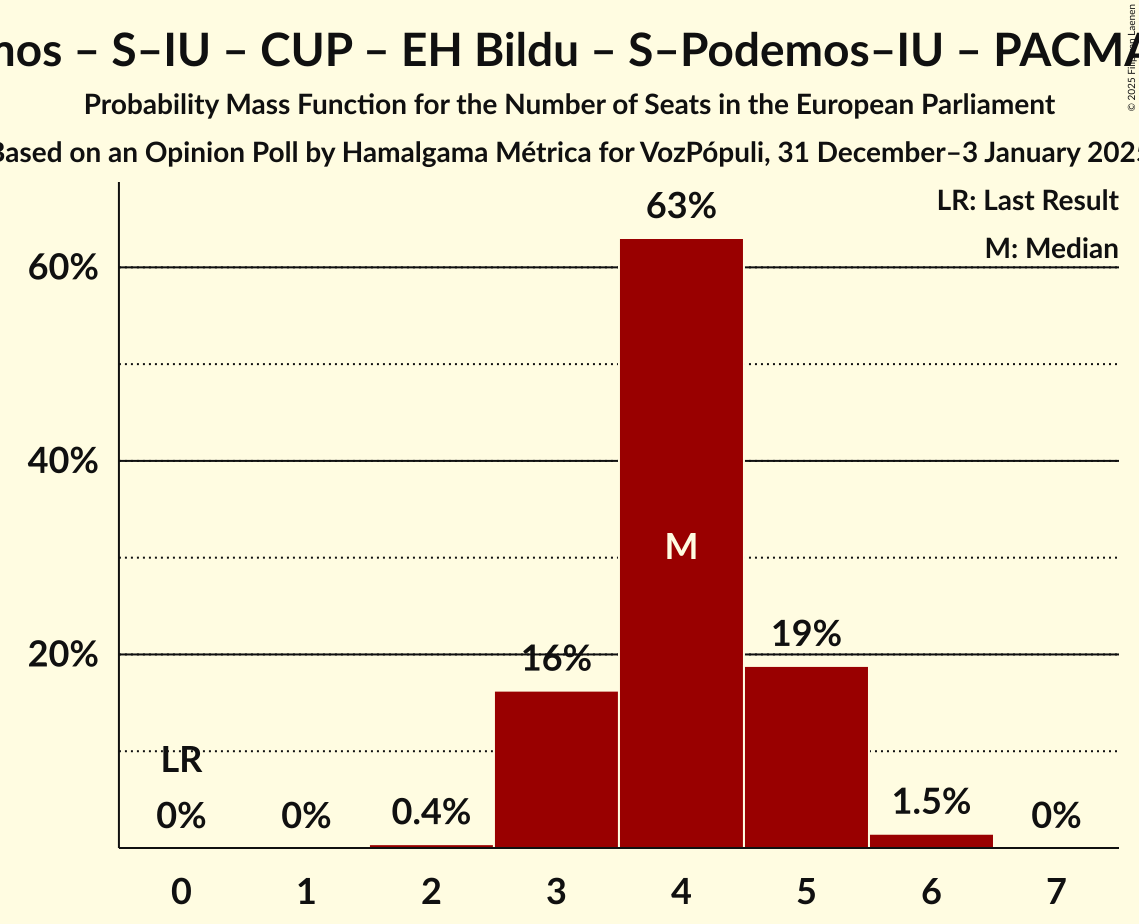 – S–IU – CUP – EH Bildu – S–Podemos–IU –
Probability Mass Function for the Number of Seats in the European Parliament
on an Opinion Poll by Hamalgama Métrica for VozPópuli, 31 December–3 January
© 2025 Filip Laenen
LR: Last Result
M: Median
63%
60%
40%
M
20%
19%
16%
LR
0%
0%
0.4%
1.5%
0%
0 1 2 3 4 5 6 7